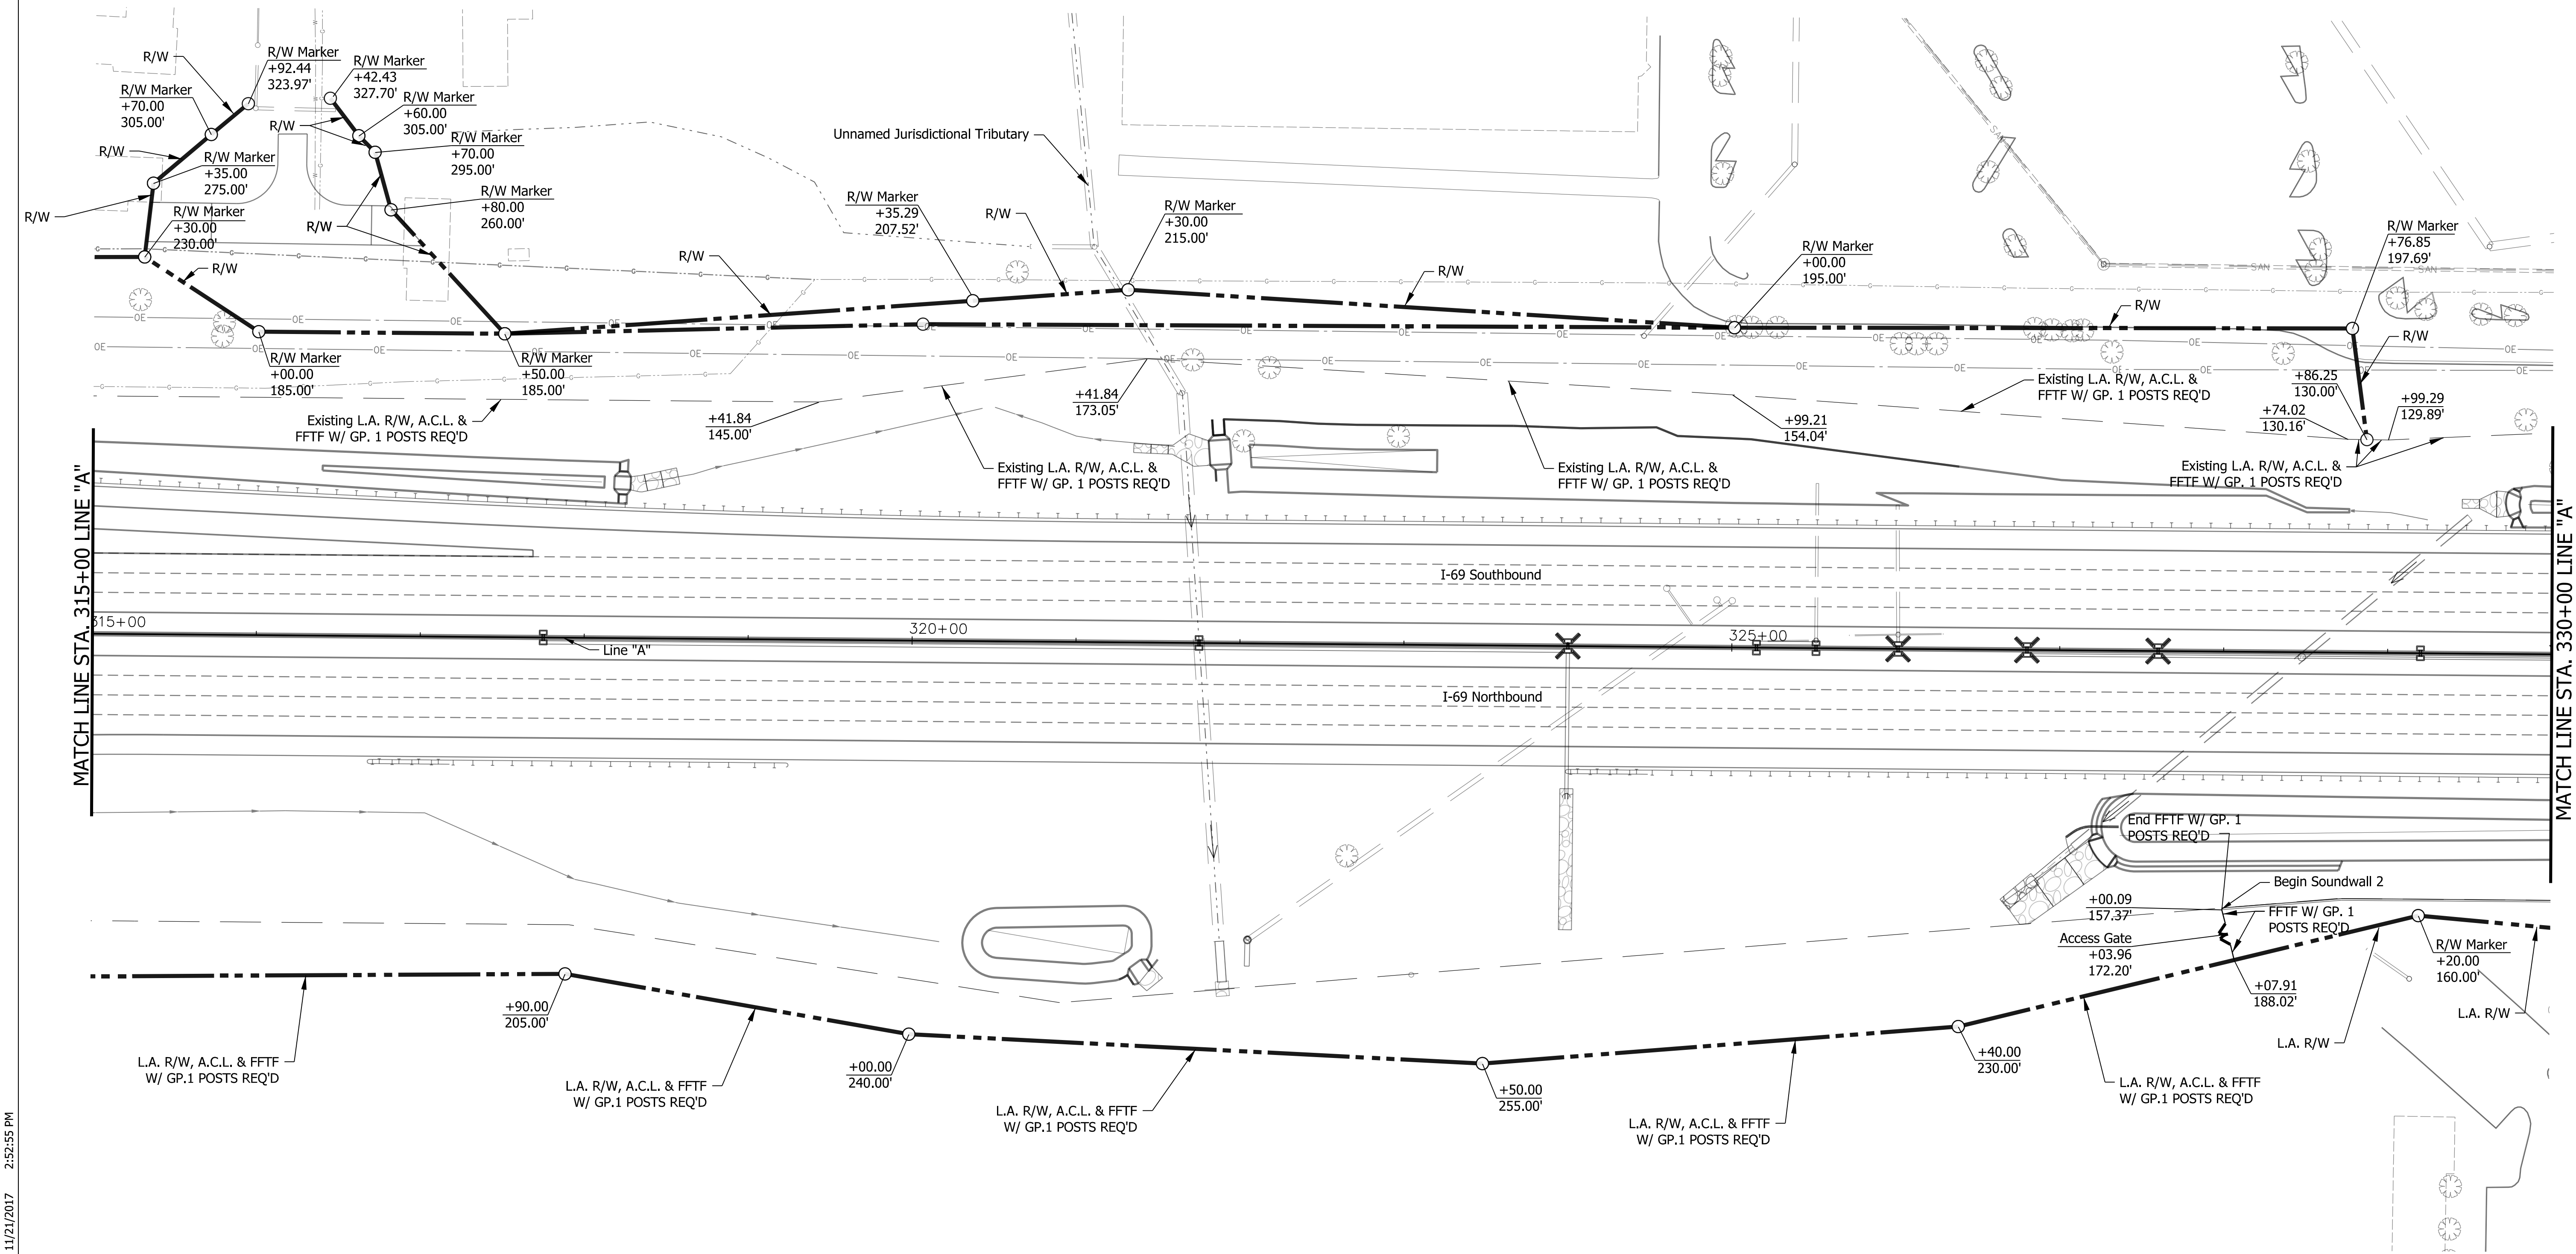 R/W
R/W Marker
+92.44
323.97'
R/W Marker
+42.43
327.70'
R/W Marker
+70.00
305.00'
R/W Marker
+60.00
305.00'
R/W
R/W
R/W Marker
+70.00
295.00'
R/W Marker
+35.00
275.00'
R/W Marker
+80.00
260.00'
R/W
R/W Marker
+30.00
230.00'
R/W
R/W
R/W Marker
+00.00
185.00'
R/W Marker
+50.00
185.00'
R/W
Unnamed Jurisdictional Tributary
R/W Marker
+35.29
207.52'
R/W
R/W Marker
+30.00
215.00'
R/W
R/W Marker
+00.00
195.00'
R/W
R/W Marker
+76.85
197.69'
R/W
SAN
SAN
SAN
SAN
G
OE
OE
Existing L.A. R/W, A.C.L. &
FFTF W/ GP. 1 POSTS REQ'D
+41.84
145.00'
+41.84
173.05'
Existing L.A. R/W, A.C.L. &
FFTF W/ GP. 1 POSTS REQ'D
Existing L.A. R/W, A.C.L. &
FFTF W/ GP. 1 POSTS REQ'D
+99.21
154.04'
Existing L.A. R/W, A.C.L. &
FFTF W/ GP. 1 POSTS REQ'D
+86.25
130.00'
+74.02
130.16'
+99.29
129.89'
Existing L.A. R/W, A.C.L. &
FFTF W/ GP. 1 POSTS REQ'D
MATCH LINE STA. 315+00 LINE "A"
MATCH LINE STA. 330+00 LINE "A"
I-69 Southbound
315+00
320+00
325+00
Line "A"
I-69 Northbound
End FFTF W/ GP. 1
POSTS REQ'D
Begin Soundwall 2
+00.09
157.37'
FFTF W/ GP. 1
POSTS REQ'D
Access Gate
+03.96
172.20'
R/W Marker
+20.00
160.00'
+07.91
188.02'
L.A. R/W
L.A. R/W
+90.00
205.00'
+00.00
240.00'
+50.00
255.00'
+40.00
230.00'
L.A. R/W, A.C.L. & FFTF
W/ GP.1 POSTS REQ'D
L.A. R/W, A.C.L. & FFTF
W/ GP.1 POSTS REQ'D
L.A. R/W, A.C.L. & FFTF
W/ GP.1 POSTS REQ'D
L.A. R/W, A.C.L. & FFTF
W/ GP.1 POSTS REQ'D
L.A. R/W, A.C.L. & FFTF
W/ GP.1 POSTS REQ'D
11/21/2017 2:52:55 PM